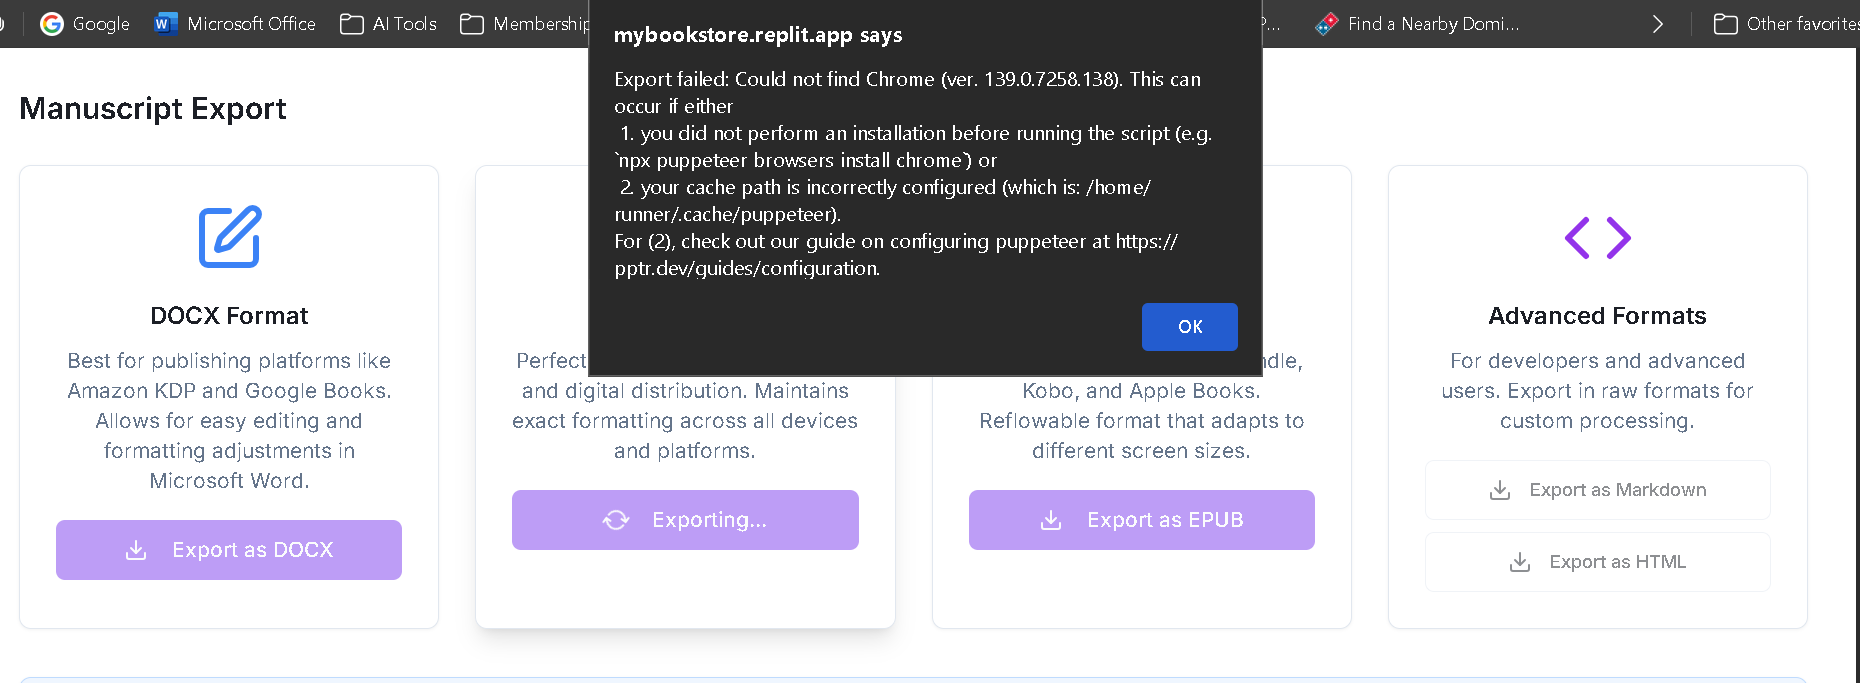 Google
Microsoft Office
AI Tools
Membership
P...
Find a Nearby Domi...
Other favorites
mybookstore.replit.app says
Export failed: Could not find Chrome (ver. 139.0.7258.138). This can
occur if either
1. you did not perform an installation before running the script (e.g.
`npx puppeteer browsers install chrome`) or
2. your cache path is incorrectly configured (which is: /home/
runner/.cache/puppeteer).
For (2), check out our guide on configuring puppeteer at https://
pptr.dev/guides/configuration.
OK
Manuscript Export
DOCX Format
Best for publishing platforms like
Amazon KDP and Google Books.
Allows for easy editing and
formatting adjustments in
Microsoft Word.
Export as DOCX
Perfect
and digital distribution. Maintains
exact formatting across all devices
and platforms.
Exporting...
Kobo, and Apple Books.
Reflowable format that adapts to
different screen sizes.
Export as EPUB
Advanced Formats
For developers and advanced
users. Export in raw formats for
custom processing.
Export as Markdown
Export as HTML